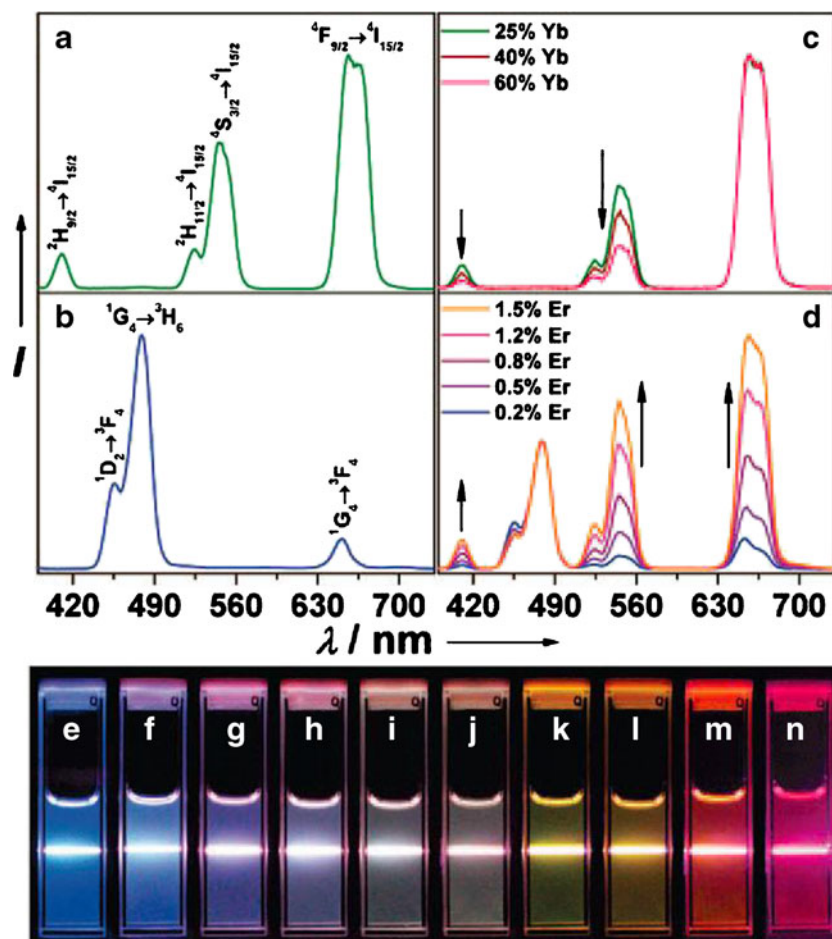 a
²H₉/₂→⁴I₁₅/₂
²H₁₁/₂→⁴I₁₅/₂
⁴S₃/₂→⁴I₁₅/₂
⁴F₉/₂→⁴I₁₅/₂
c
25% Yb
40% Yb
60% Yb
b
¹D₂→³F₄
¹G₄→³H₆
¹G₄→³F₄
d
1.5% Er
1.2% Er
0.8% Er
0.5% Er
0.2% Er
I
420 490 560 630 700 420 490 560 630 700
λ / nm
Q Q Q Q Q Q Q Q Q Q
e f g h i j k l m n